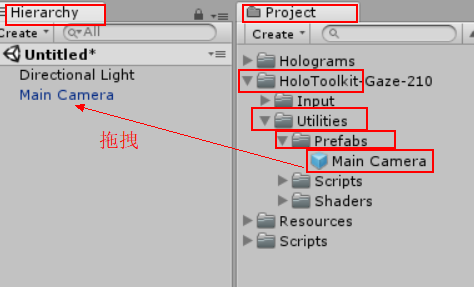 Hierarchy
Create
All
Untitled*
Directional Light
Main Camera
拖拽
Project
Create
Holograms
HoloToolkit-Gaze-210
Input
Utilities
Prefabs
Main Camera
Scripts
Shaders
Resources
Scripts